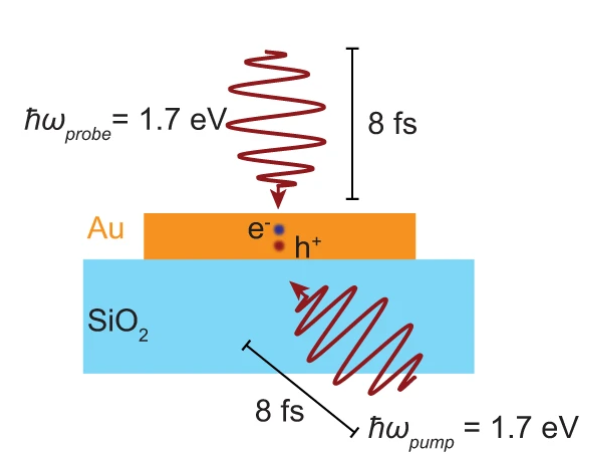 ħω_probe = 1.7 eV
8 fs
Au
e⁻
h⁺
SiO₂
8 fs
ħω_pump = 1.7 eV